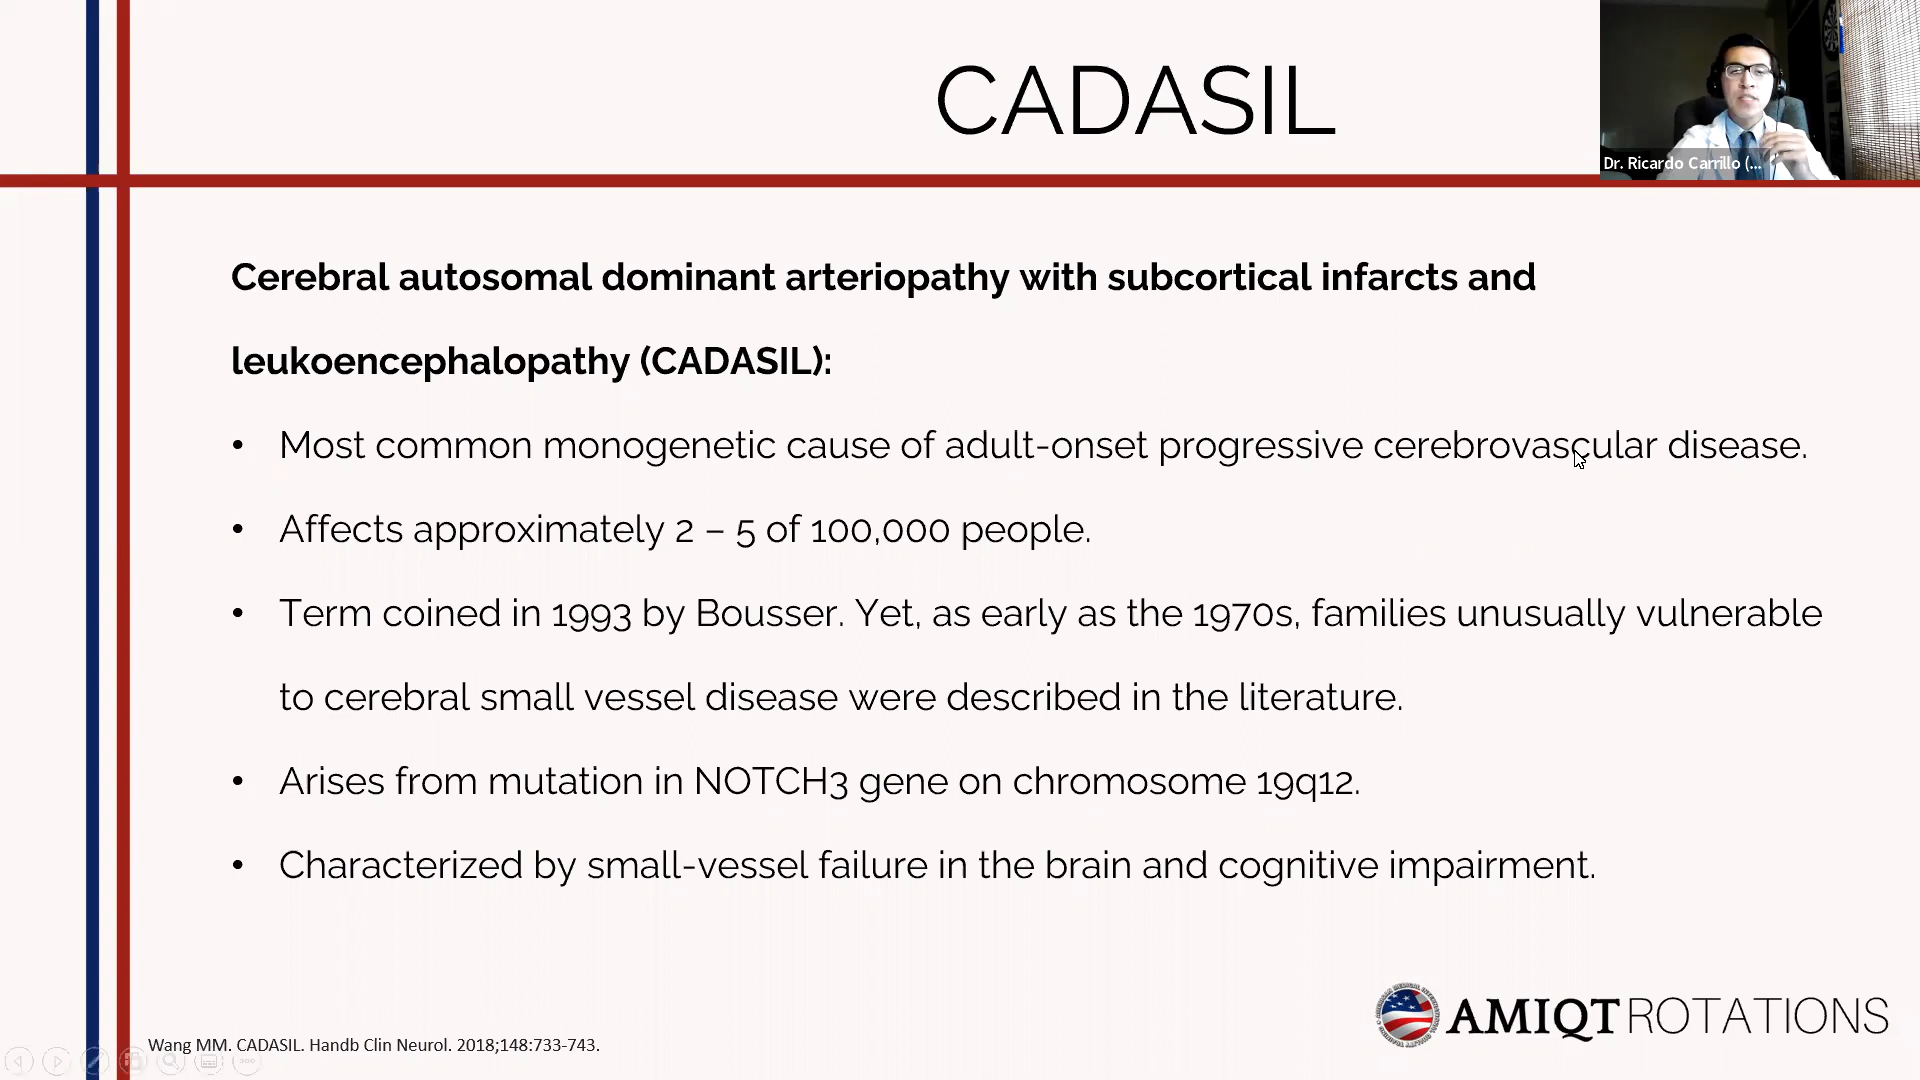 CADASIL
Dr. Ricardo Carrillo (...
Cerebral autosomal dominant arteriopathy with subcortical infarcts and
leukoencephalopathy (CADASIL):
• Most common monogenetic cause of adult-onset progressive cerebrovascular disease.
• Affects approximately 2 – 5 of 100,000 people.
• Term coined in 1993 by Bousser. Yet, as early as the 1970s, families unusually vulnerable
to cerebral small vessel disease were described in the literature.
• Arises from mutation in NOTCH3 gene on chromosome 19q12.
• Characterized by small-vessel failure in the brain and cognitive impairment.
AMIQT ROTATIONS
Wang MM. CADASIL. Handb Clin Neurol. 2018;148:733-743.